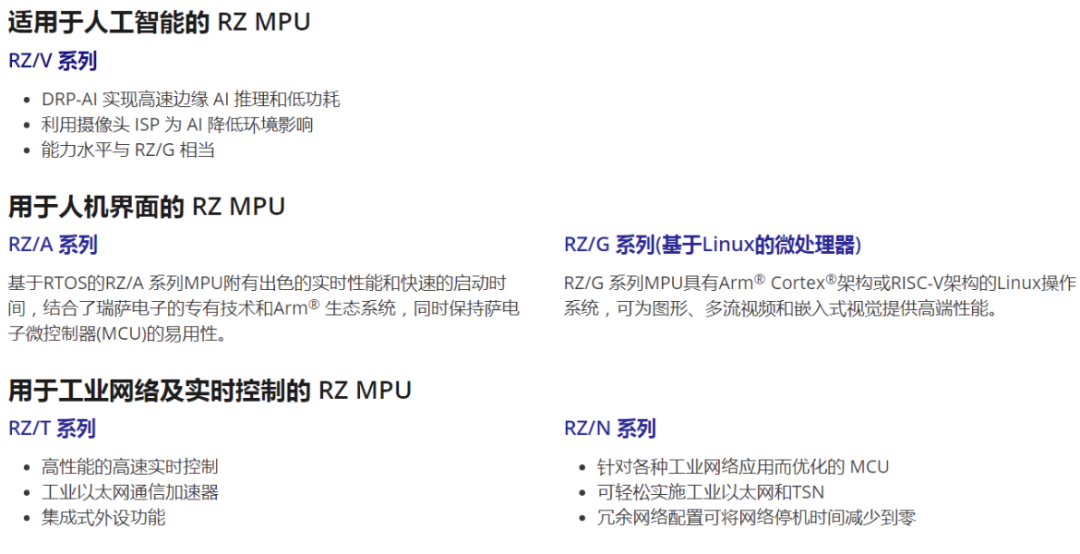 适用于人工智能的 RZ MPU
RZ/V 系列
• DRP-AI 实现高速边缘 AI 推理和低功耗
• 利用摄像头 ISP 为 AI 降低环境影响
• 能力水平与 RZ/G 相当
用于人机界面的 RZ MPU
RZ/A 系列
基于RTOS的RZ/A 系列MPU附有出色的实时性能和快速的启动时
间，结合了瑞萨电子的专有技术和Arm® 生态系统，同时保持萨电
子微控制器(MCU)的易用性。
RZ/G 系列(基于Linux的微处理器)
RZ/G 系列MPU具有Arm® Cortex®架构或RISC-V架构的Linux操作
系统，可为图形、多流视频和嵌入式视觉提供高端性能。
用于工业网络及实时控制的 RZ MPU
RZ/T 系列
• 高性能的高速实时控制
• 工业以太网通信加速器
• 集成式外设功能
RZ/N 系列
• 针对各种工业网络应用而优化的 MCU
• 可轻松实施工业以太网和TSN
• 冗余网络配置可将网络停机时间减少到零